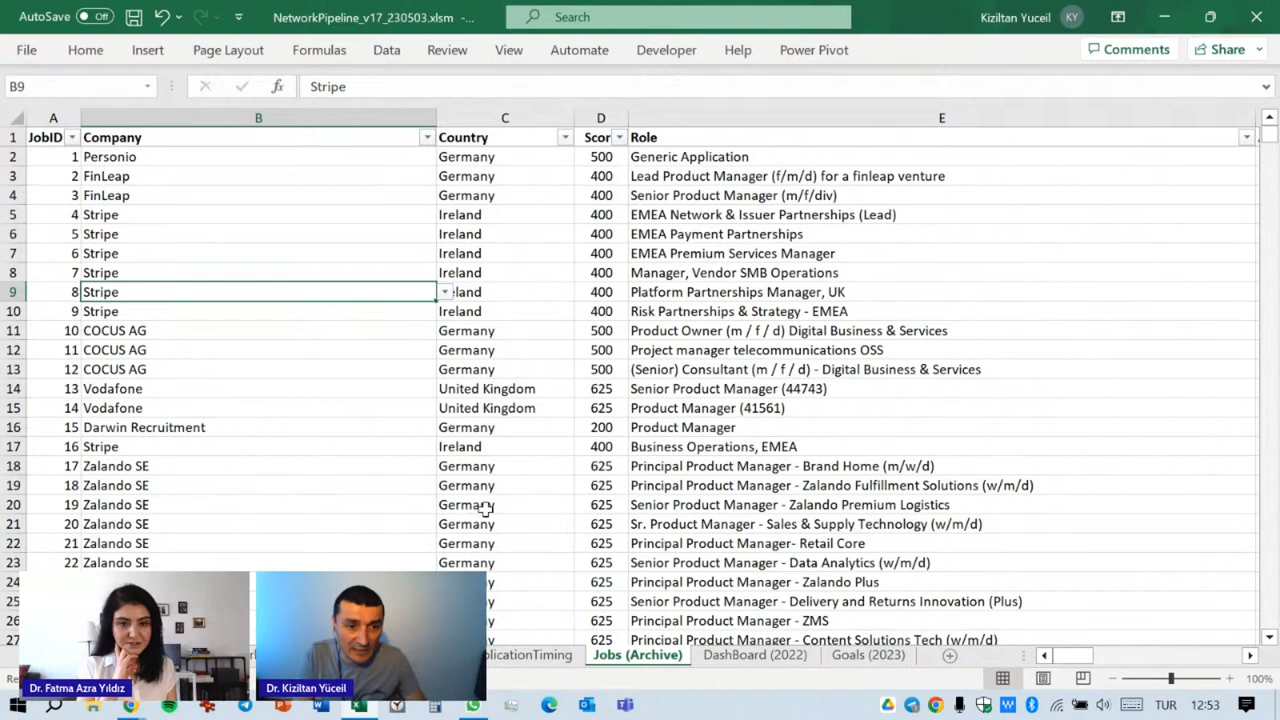 AutoSave Off NetworkPipeline_v17_230503.xlsm -... Search Kiziltan Yuceil KY
File Home Insert Page Layout Formulas Data Review View Automate Developer Help Power Pivot Comments Share
B9 fx Stripe
A B C D E
1 JobID Company Country Scor Role
2 1 Personio Germany 500 Generic Application
3 2 FinLeap Germany 400 Lead Product Manager (f/m/d) for a finleap venture
4 3 FinLeap Germany 400 Senior Product Manager (m/f/div)
5 4 Stripe Ireland 400 EMEA Network & Issuer Partnerships (Lead)
6 5 Stripe Ireland 400 EMEA Payment Partnerships
7 6 Stripe Ireland 400 EMEA Premium Services Manager
8 7 Stripe Ireland 400 Manager, Vendor SMB Operations
9 8 Stripe eland 400 Platform Partnerships Manager, UK
10 9 Stripe Ireland 400 Risk Partnerships & Strategy - EMEA
11 10 COCUS AG Germany 500 Product Owner (m / f / d) Digital Business & Services
12 11 COCUS AG Germany 500 Project manager telecommunications OSS
13 12 COCUS AG Germany 500 (Senior) Consultant (m / f / d) - Digital Business & Services
14 13 Vodafone United Kingdom 625 Senior Product Manager (44743)
15 14 Vodafone United Kingdom 625 Product Manager (41561)
16 15 Darwin Recruitment Germany 200 Product Manager
17 16 Stripe Ireland 400 Business Operations, EMEA
18 17 Zalando SE Germany 625 Principal Product Manager - Brand Home (m/w/d)
19 18 Zalando SE Germany 625 Principal Product Manager - Zalando Fulfillment Solutions (w/m/d)
20 19 Zalando SE Germany 625 Senior Product Manager - Zalando Premium Logistics
21 20 Zalando SE Germany 625 Sr. Product Manager - Sales & Supply Technology (w/m/d)
22 21 Zalando SE Germany 625 Principal Product Manager- Retail Core
23 22 Zalando SE Germany 625 Senior Product Manager - Data Analytics (w/m/d)
24 y 625 Principal Product Manager - Zalando Plus
25 y 625 Senior Product Manager - Delivery and Returns Innovation (Plus)
26 y 625 Principal Product Manager - ZMS
27 y 625 Principal Product Manager - Content Solutions Tech (w/m/d)
plicationTiming Jobs (Archive) DashBoard (2022) Goals (2023)
Re 100%
Dr. Fatma Azra Yıldız Dr. Kiziltan Yüceil
TUR 12:53